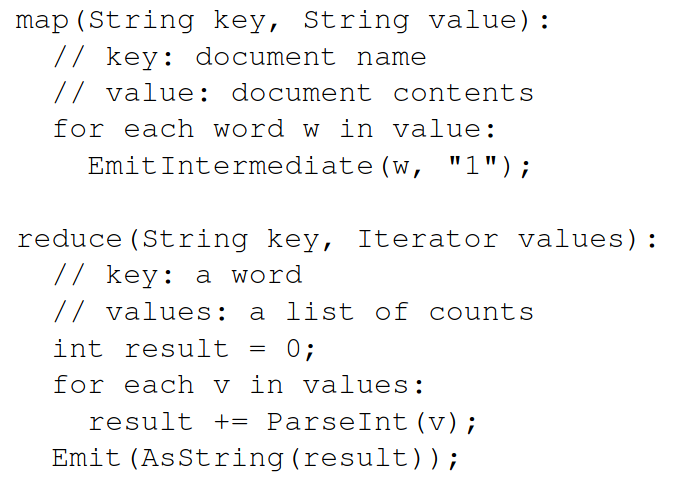 map(String key, String value):
// key: document name
// value: document contents
for each word w in value:
EmitIntermediate(w, "1");
reduce(String key, Iterator values):
// key: a word
// values: a list of counts
int result = 0;
for each v in values:
result += ParseInt(v);
Emit(AsString(result));